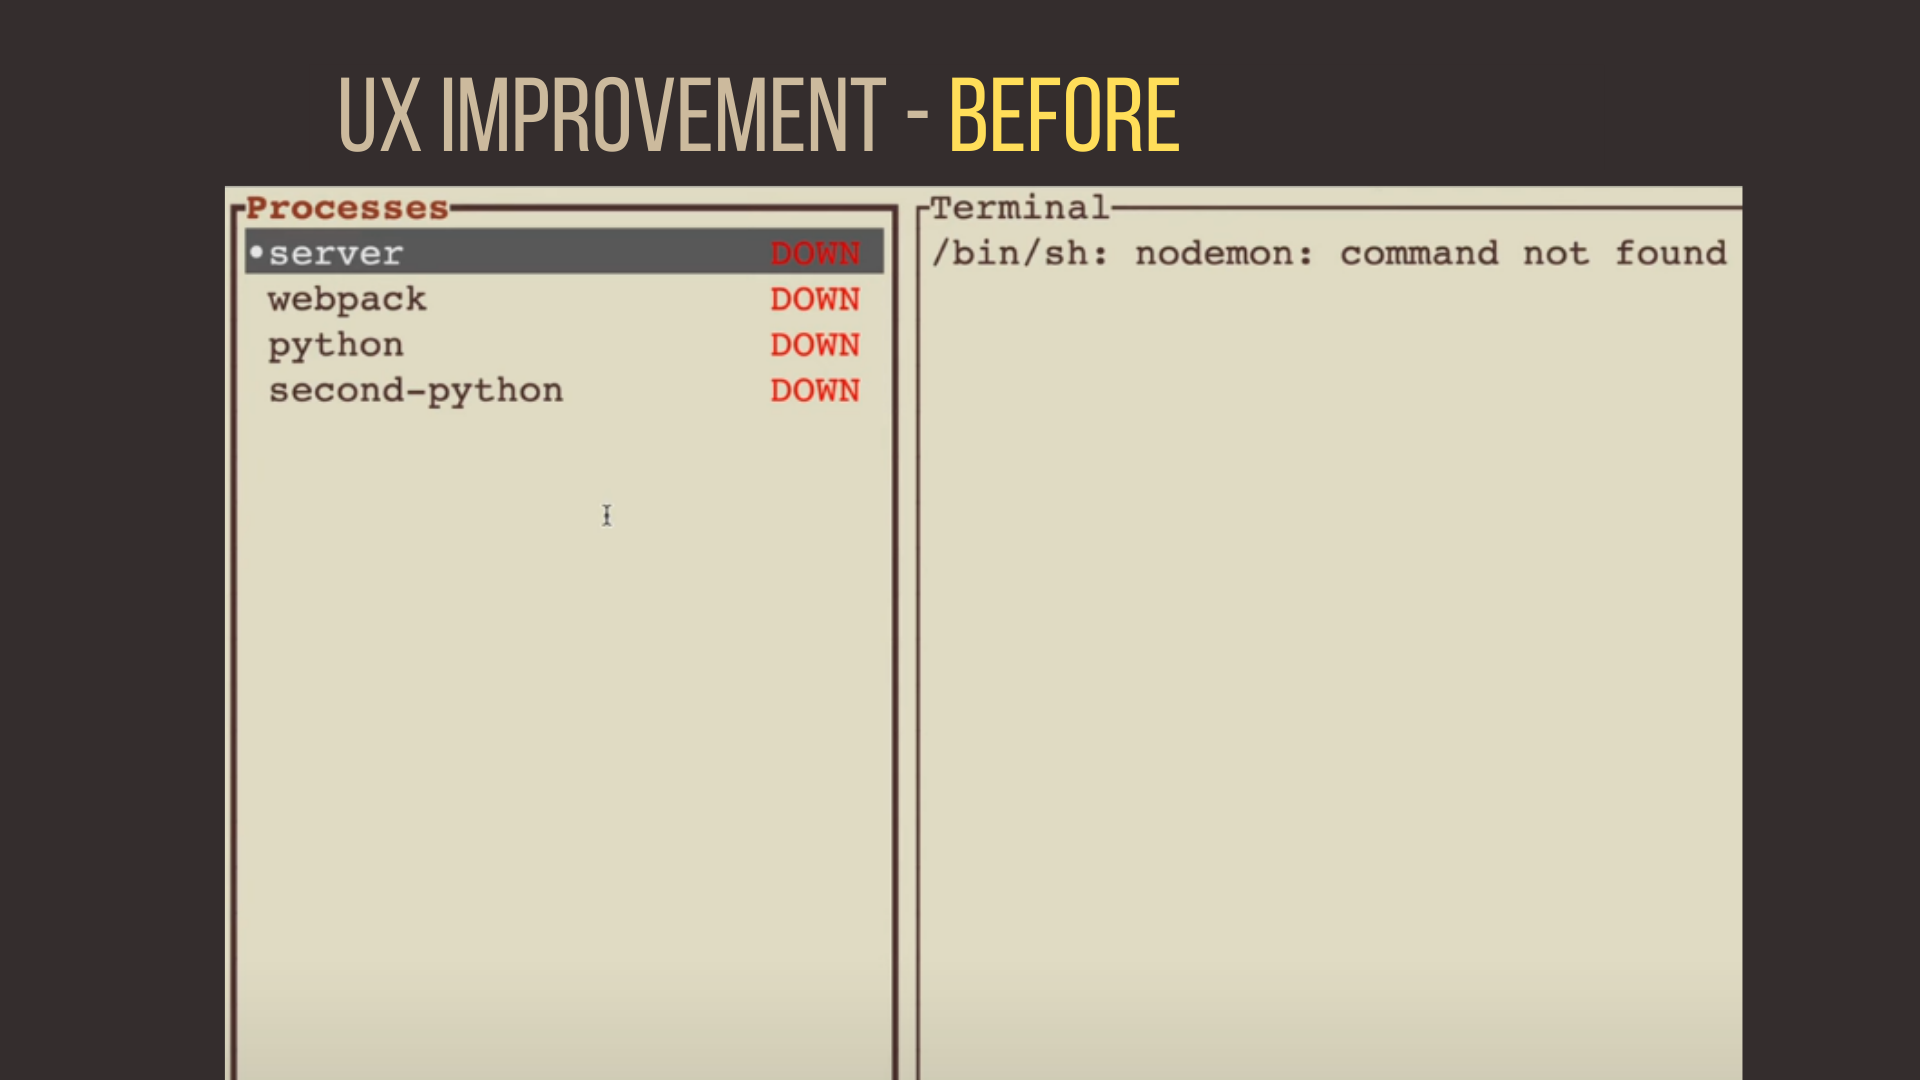 UX IMPROVEMENT - BEFORE
Processes
•server DOWN
webpack DOWN
python DOWN
second-python DOWN
Terminal
/bin/sh: nodemon: command not found